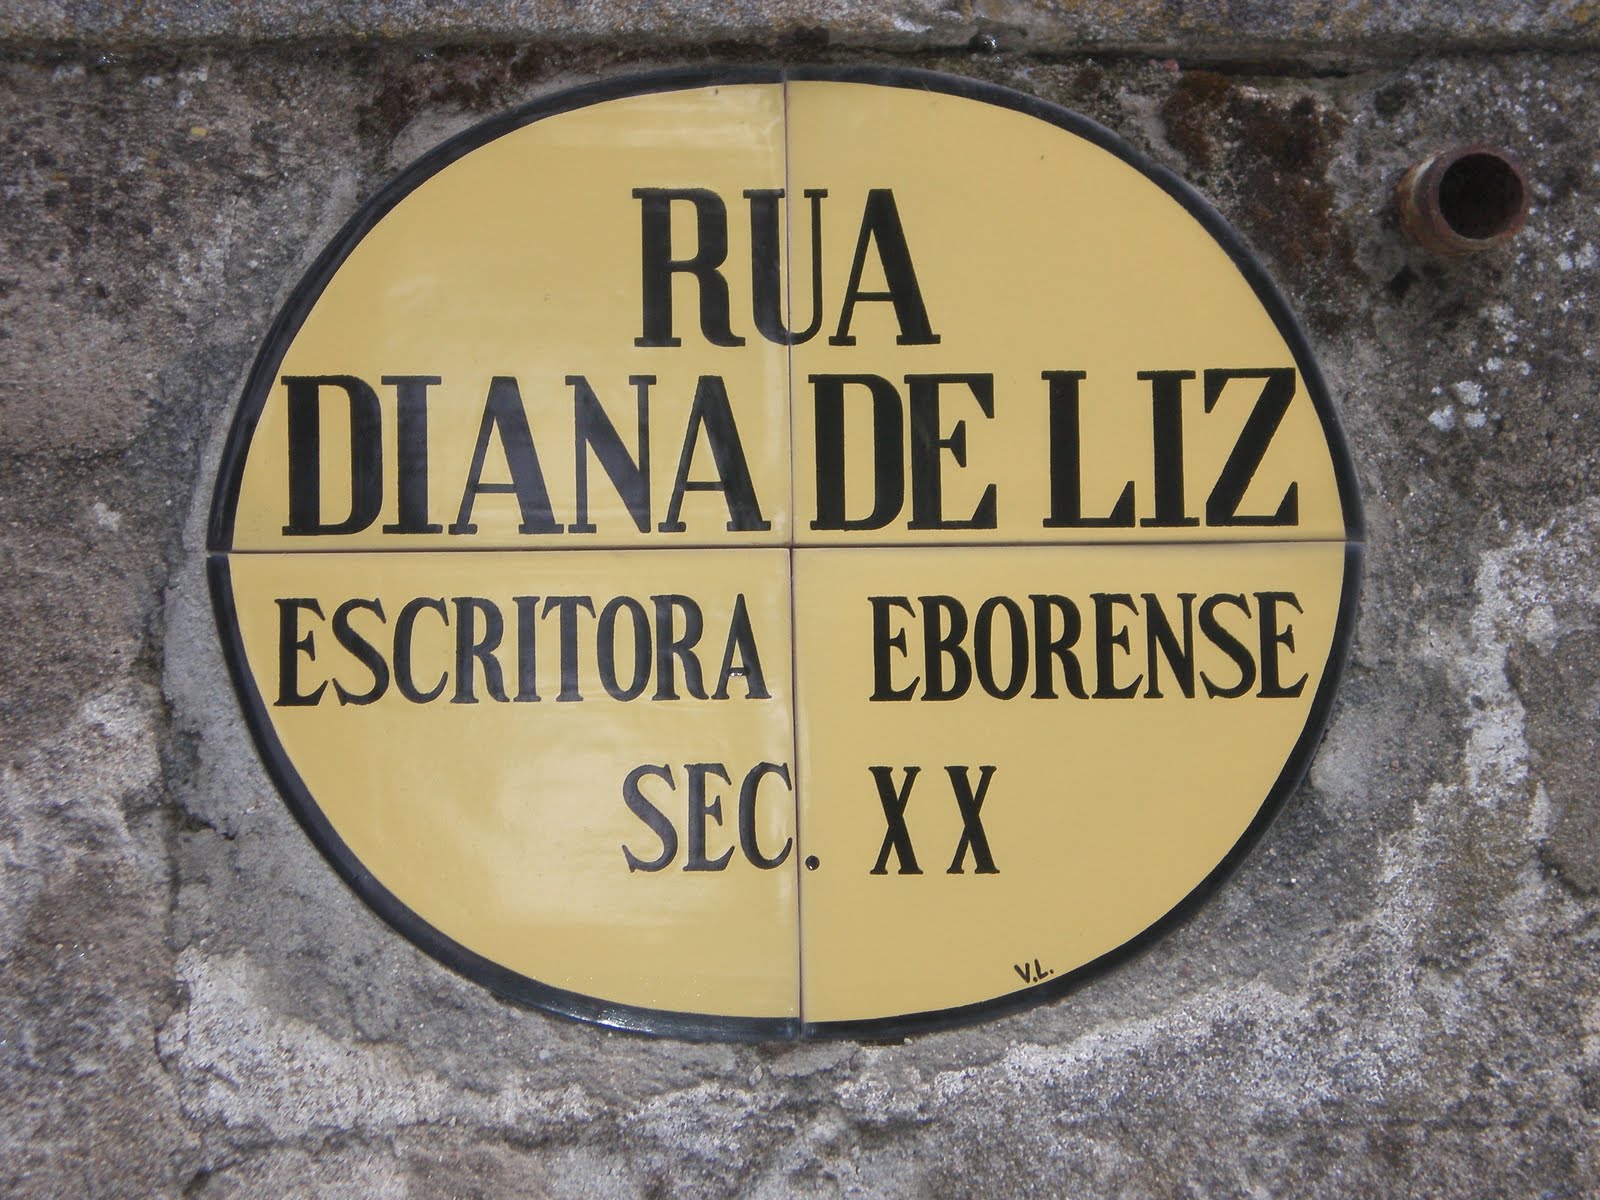 RUA
DIANA DE LIZ
ESCRITORA EBORENSE
SEC. XX
V.L.